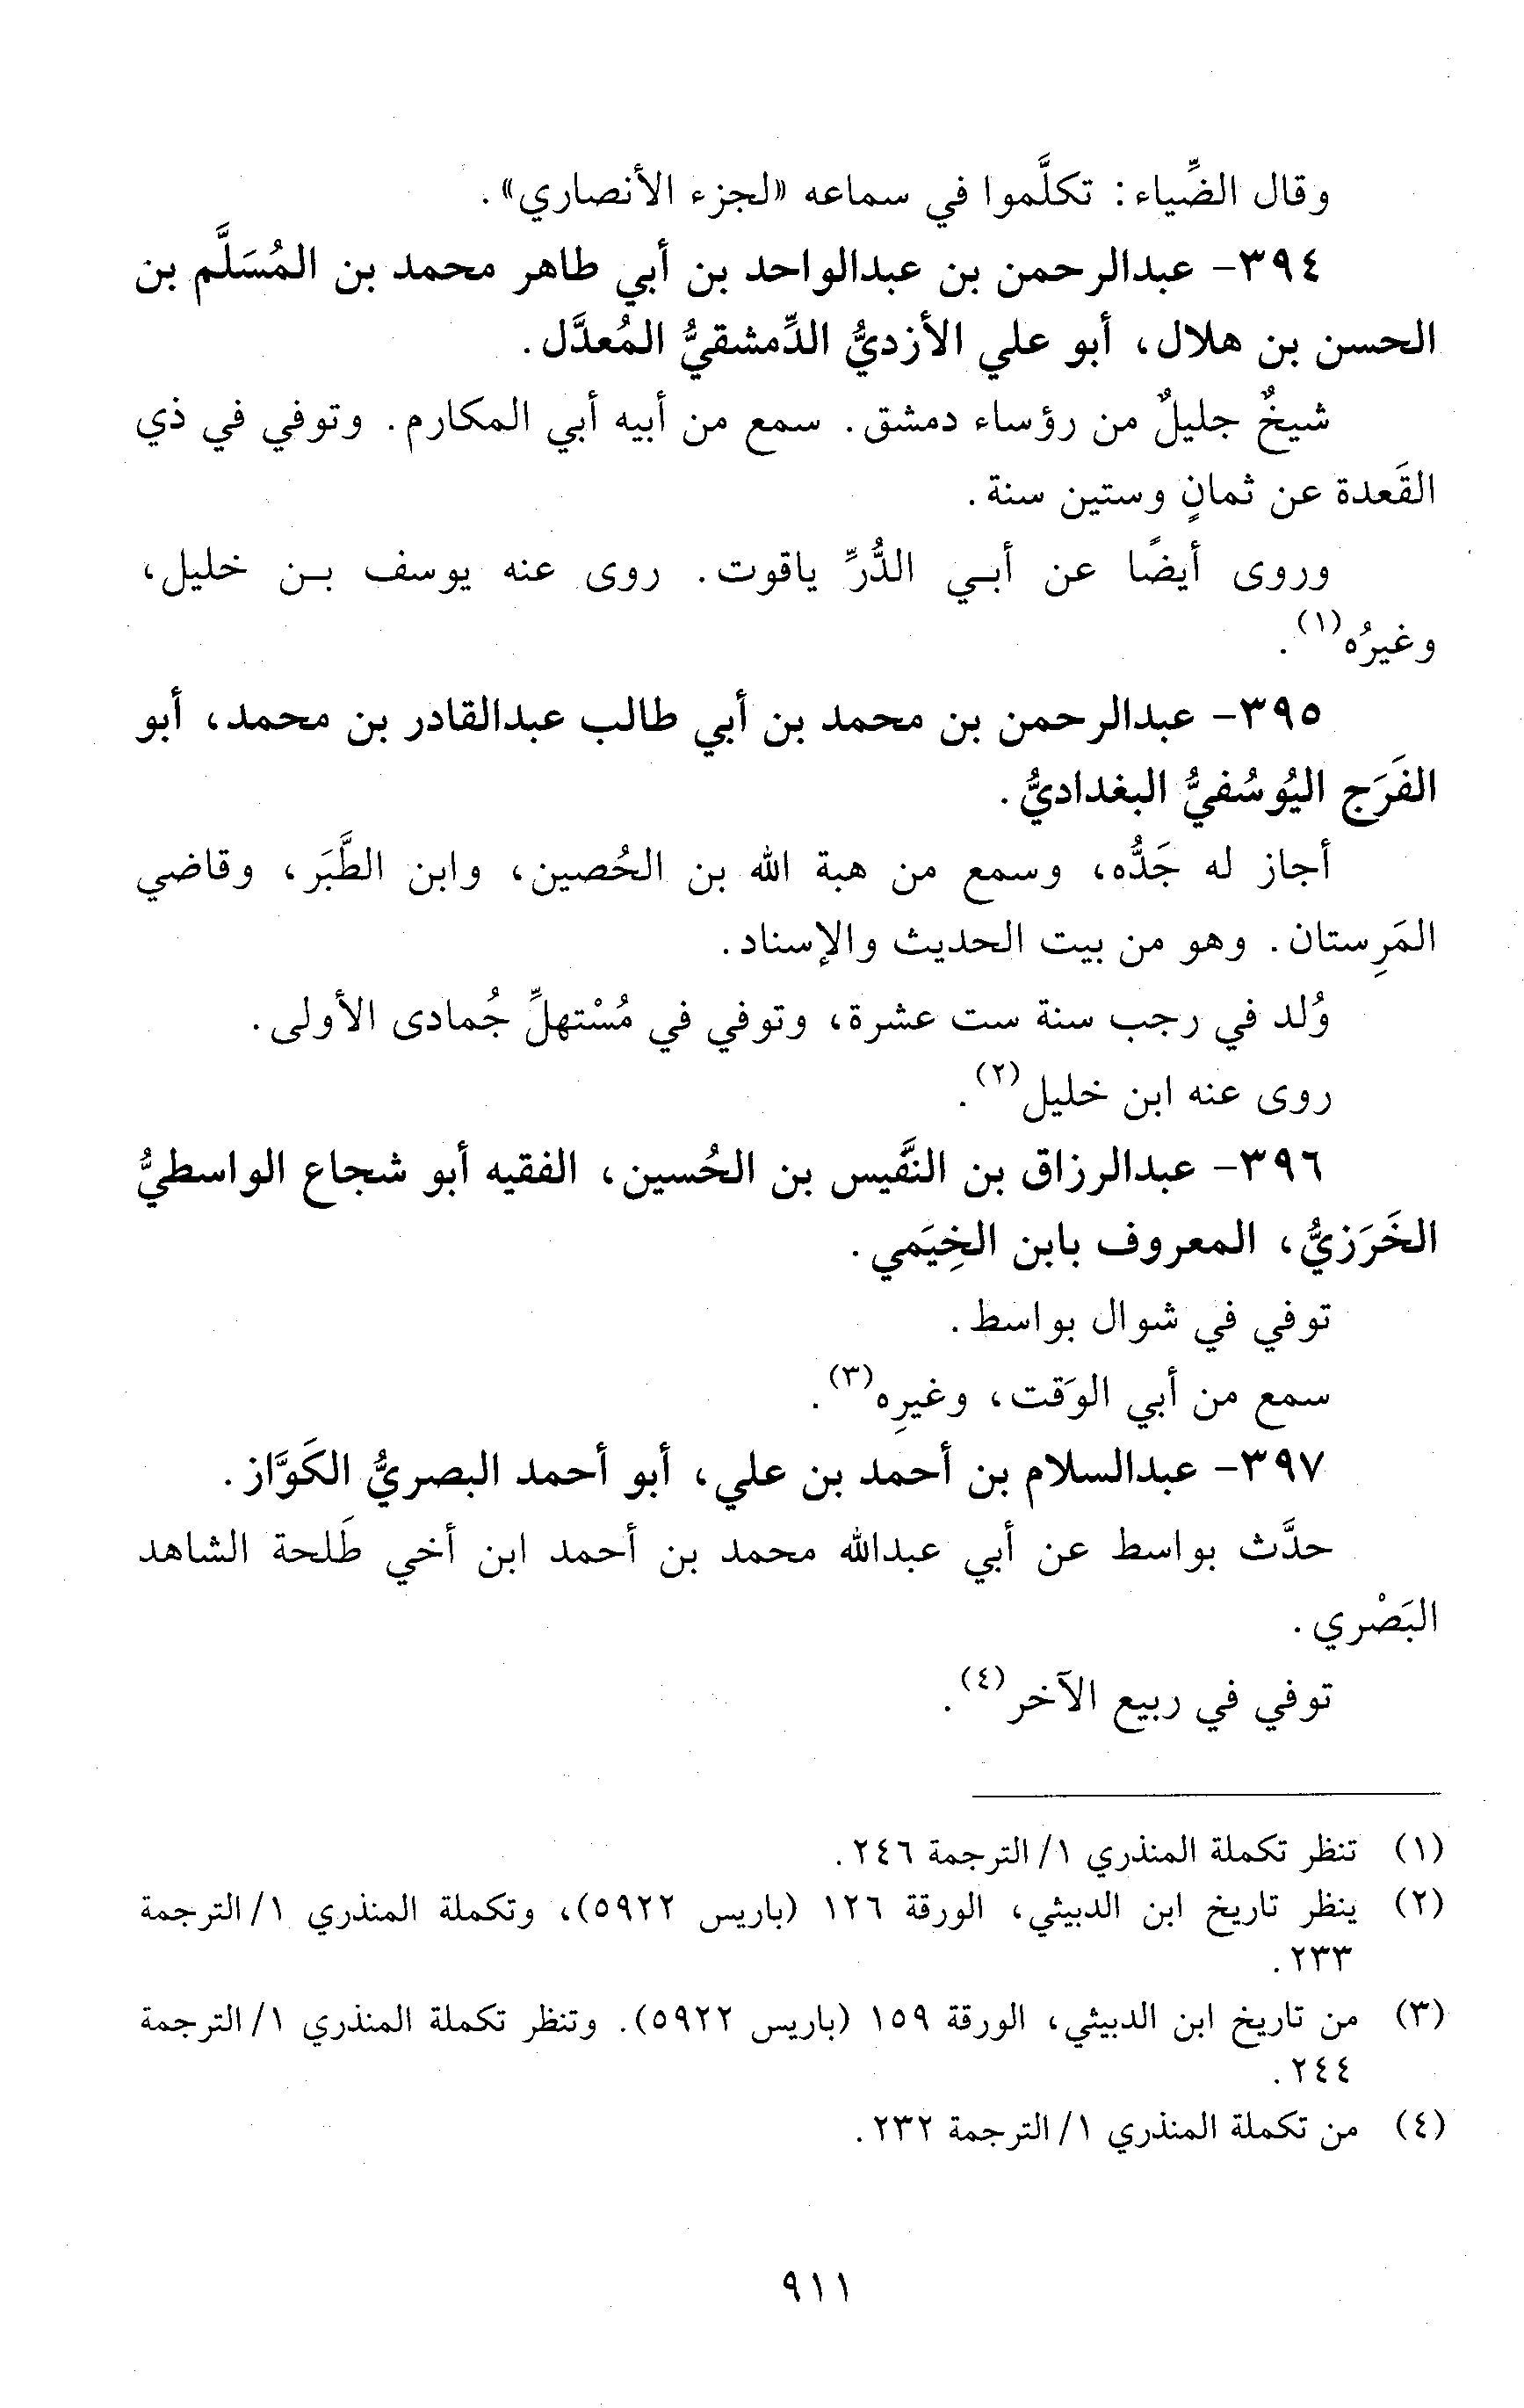 وقال الضِّياء: تكلَّموا في سماعه «لجزء الأنصاري».
٣٩٤- عبدالرحمن بن عبدالواحد بن أبي طاهر محمد بن المُسَلَّم بن
الحسن بن هلال، أبو علي الأزديُّ الدِّمشقيُّ المُعدَّل.
شيخٌ جليلٌ من رؤساء دمشق. سمع من أبيه أبي المكارم. وتوفي في ذي
القَعدة عن ثمانٍ وستين سنة.
وروى أيضًا عن أبي الدُّرِّ ياقوت. روى عنه يوسف بن خليل،
وغيرُه(١).
٣٩٥- عبدالرحمن بن محمد بن أبي طالب عبدالقادر بن محمد، أبو
الفَرَج اليُوسُفيُّ البغداديُّ.
أجاز له جَدُّه، وسمع من هبة الله بن الحُصين، وابن الطَّبَر، وقاضي
المَرِستان. وهو من بيت الحديث والإسناد.
وُلد في رجب سنة ست عشرة، وتوفي في مُسْتهلِّ جُمادى الأولى.
روى عنه ابن خليل(٢).
٣٩٦- عبدالرزاق بن النَّفيس بن الحُسين، الفقيه أبو شجاع الواسطيُّ
الخَرَزيُّ، المعروف بابن الخِيَمي.
توفي في شوال بواسط.
سمع من أبي الوَقت، وغيرِه(٣).
٣٩٧- عبدالسلام بن أحمد بن علي، أبو أحمد البصريُّ الكَوَّاز.
حدَّث بواسط عن أبي عبدالله محمد بن أحمد ابن أخي طَلحة الشاهد
البَصْري.
توفي في ربيع الآخر(٤).
(١) تنظر تكملة المنذري ١/ الترجمة ٢٤٦.
(٢) ينظر تاريخ ابن الدبيثي، الورقة ١٢٦ (باريس ٥٩٢٢)، وتكملة المنذري ١/ الترجمة
٢٣٣.
(٣) من تاريخ ابن الدبيثي، الورقة ١٥٩ (باريس ٥٩٢٢). وتنظر تكملة المنذري ١/ الترجمة
٢٤٤.
(٤) من تكملة المنذري ١/ الترجمة ٢٣٢.
٩١١